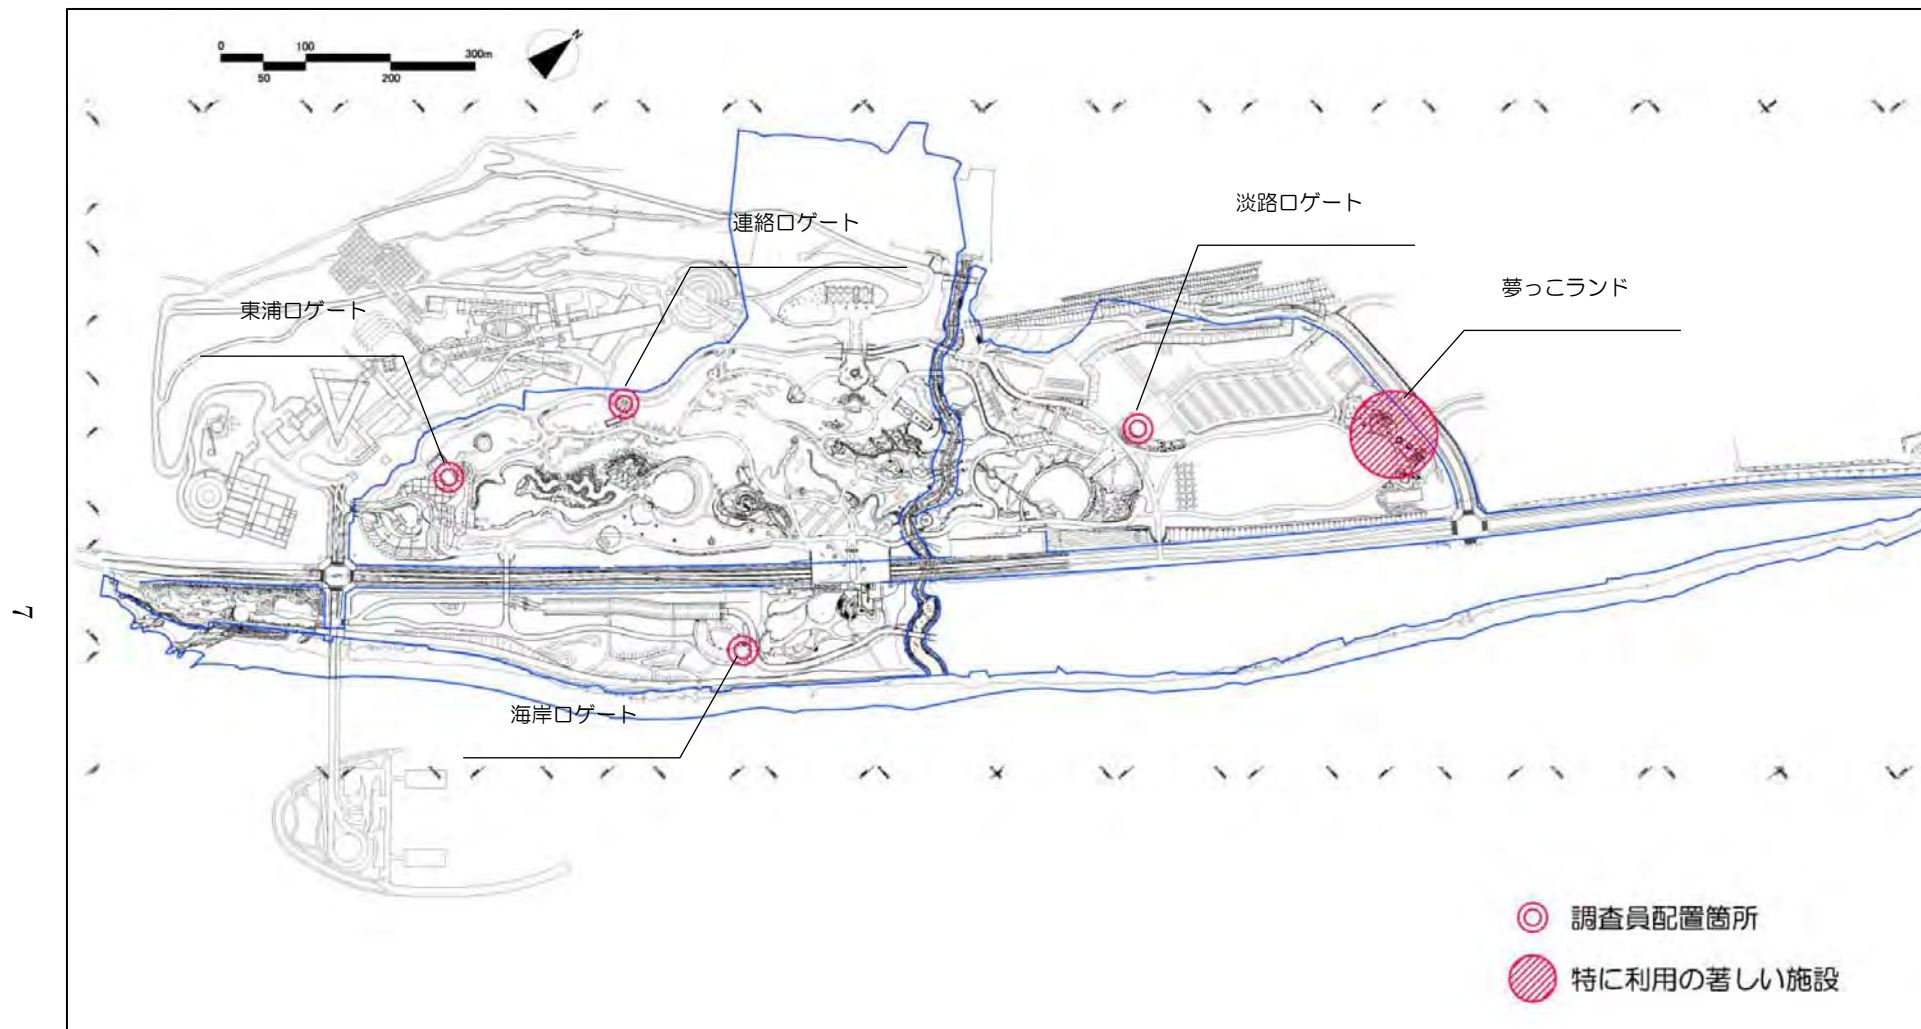 0 100 300m
50 200
N
連絡口ゲート
淡路口ゲート
夢っこランド
東浦口ゲート
海岸口ゲート
調査員配置箇所
特に利用の著しい施設
7